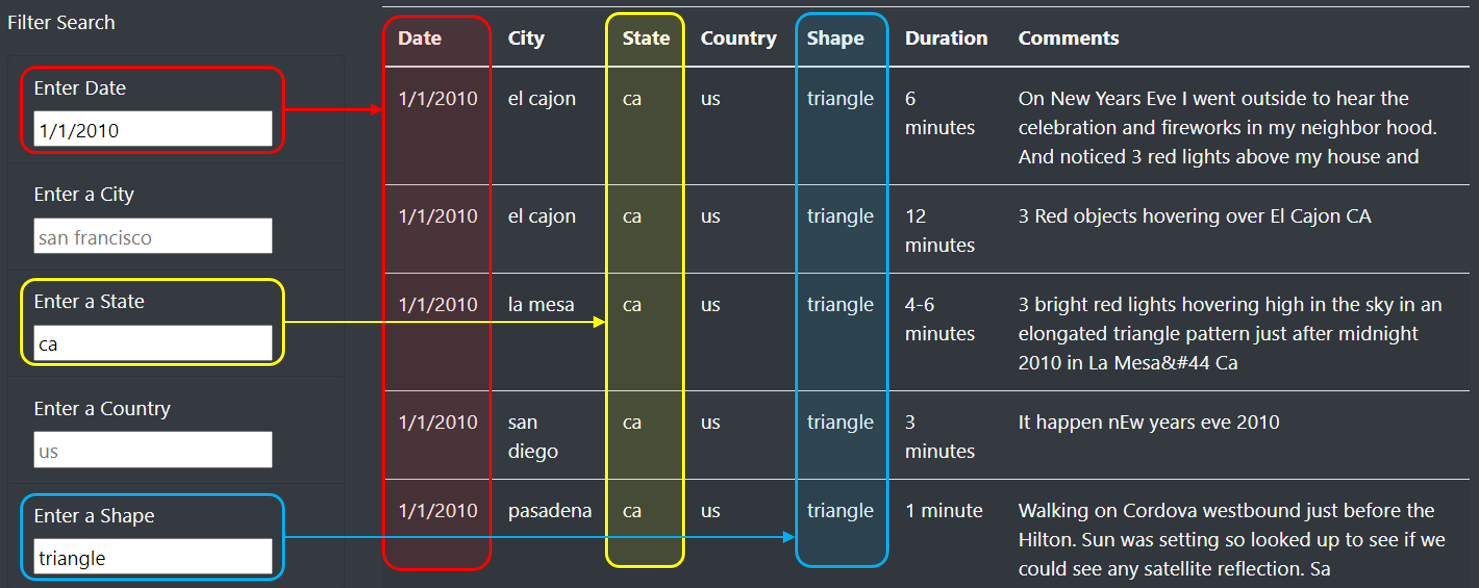 Filter Search
Enter Date
1/1/2010
Enter a City
san francisco
Enter a State
ca
Enter a Country
us
Enter a Shape
triangle
Date City State Country Shape Duration Comments
1/1/2010 el cajon ca us triangle 6 minutes On New Years Eve I went outside to hear the
celebration and fireworks in my neighbor hood.
And noticed 3 red lights above my house and
1/1/2010 el cajon ca us triangle 12 minutes 3 Red objects hovering over El Cajon CA
1/1/2010 la mesa ca us triangle 4-6 minutes 3 bright red lights hovering high in the sky in an
elongated triangle pattern just after midnight
2010 in La Mesa&#44 Ca
1/1/2010 san diego ca us triangle 3 minutes It happen nEw years eve 2010
1/1/2010 pasadena ca us triangle 1 minute Walking on Cordova westbound just before the
Hilton. Sun was setting so looked up to see if we
could see any satellite reflection. Sa